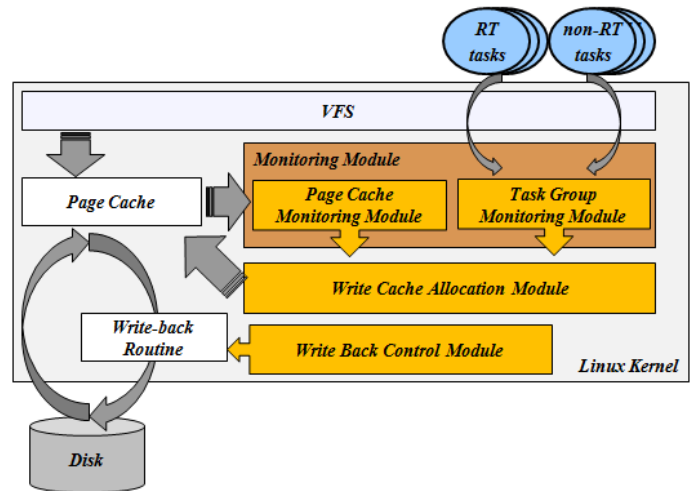 RT
tasks
non-RT
tasks
VFS
Monitoring Module
Page Cache
Page Cache
Monitoring Module
Task Group
Monitoring Module
Write Cache Allocation Module
Write-back
Routine
Write Back Control Module
Linux Kernel
Disk